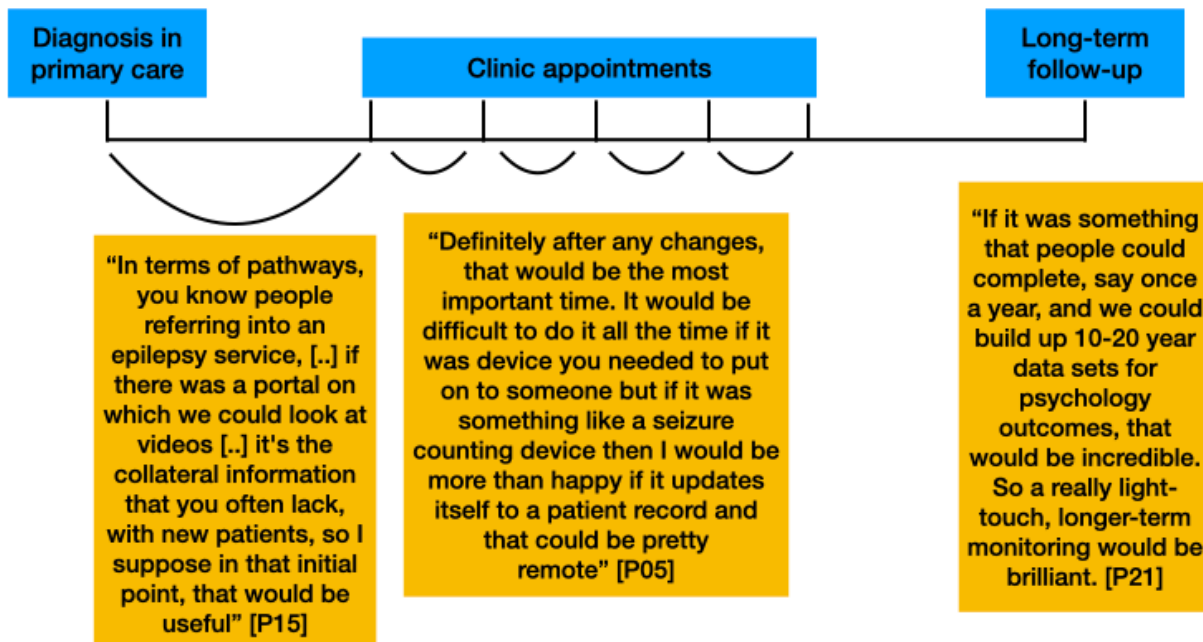 Diagnosis in
primary care
Clinic appointments
Long-term
follow-up
“In terms of pathways,
you know people
referring into an
epilepsy service, [..] if
there was a portal on
which we could look at
videos [..] it's the
collateral information
that you often lack,
with new patients, so I
suppose in that initial
point, that would be
useful” [P15]
“Definitely after any changes,
that would be the most
important time. It would be
difficult to do it all the time if it
was device you needed to put
on to someone but if it was
something like a seizure
counting device then I would be
more than happy if it updates
itself to a patient record and
that could be pretty
remote” [P05]
“If it was something
that people could
complete, say once
a year, and we could
build up 10-20 year
data sets for
psychology
outcomes, that
would be incredible.
So a really light-
touch, longer-term
monitoring would be
brilliant. [P21]